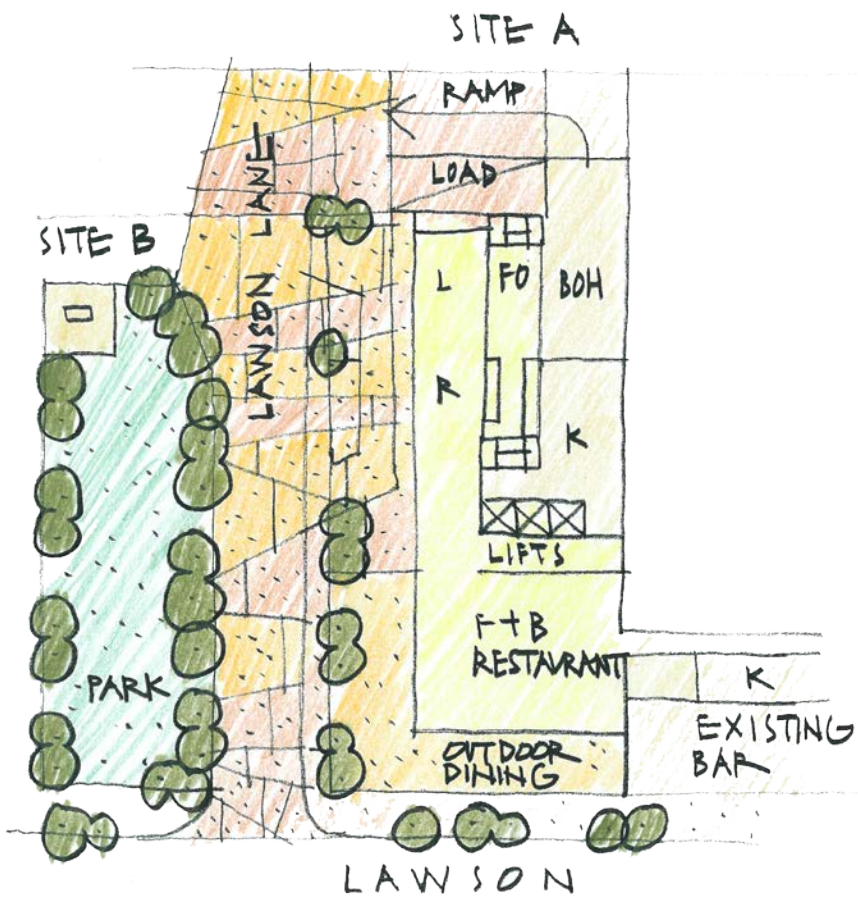 SITE A
RAMP
LOAD
LAWSON LANE
SITE B
L
FO
BOH
R
K
LIFTS
F+B
RESTAURANT
PARK
K
EXISTING
BAR
OUTDOOR
DINING
LAWSON